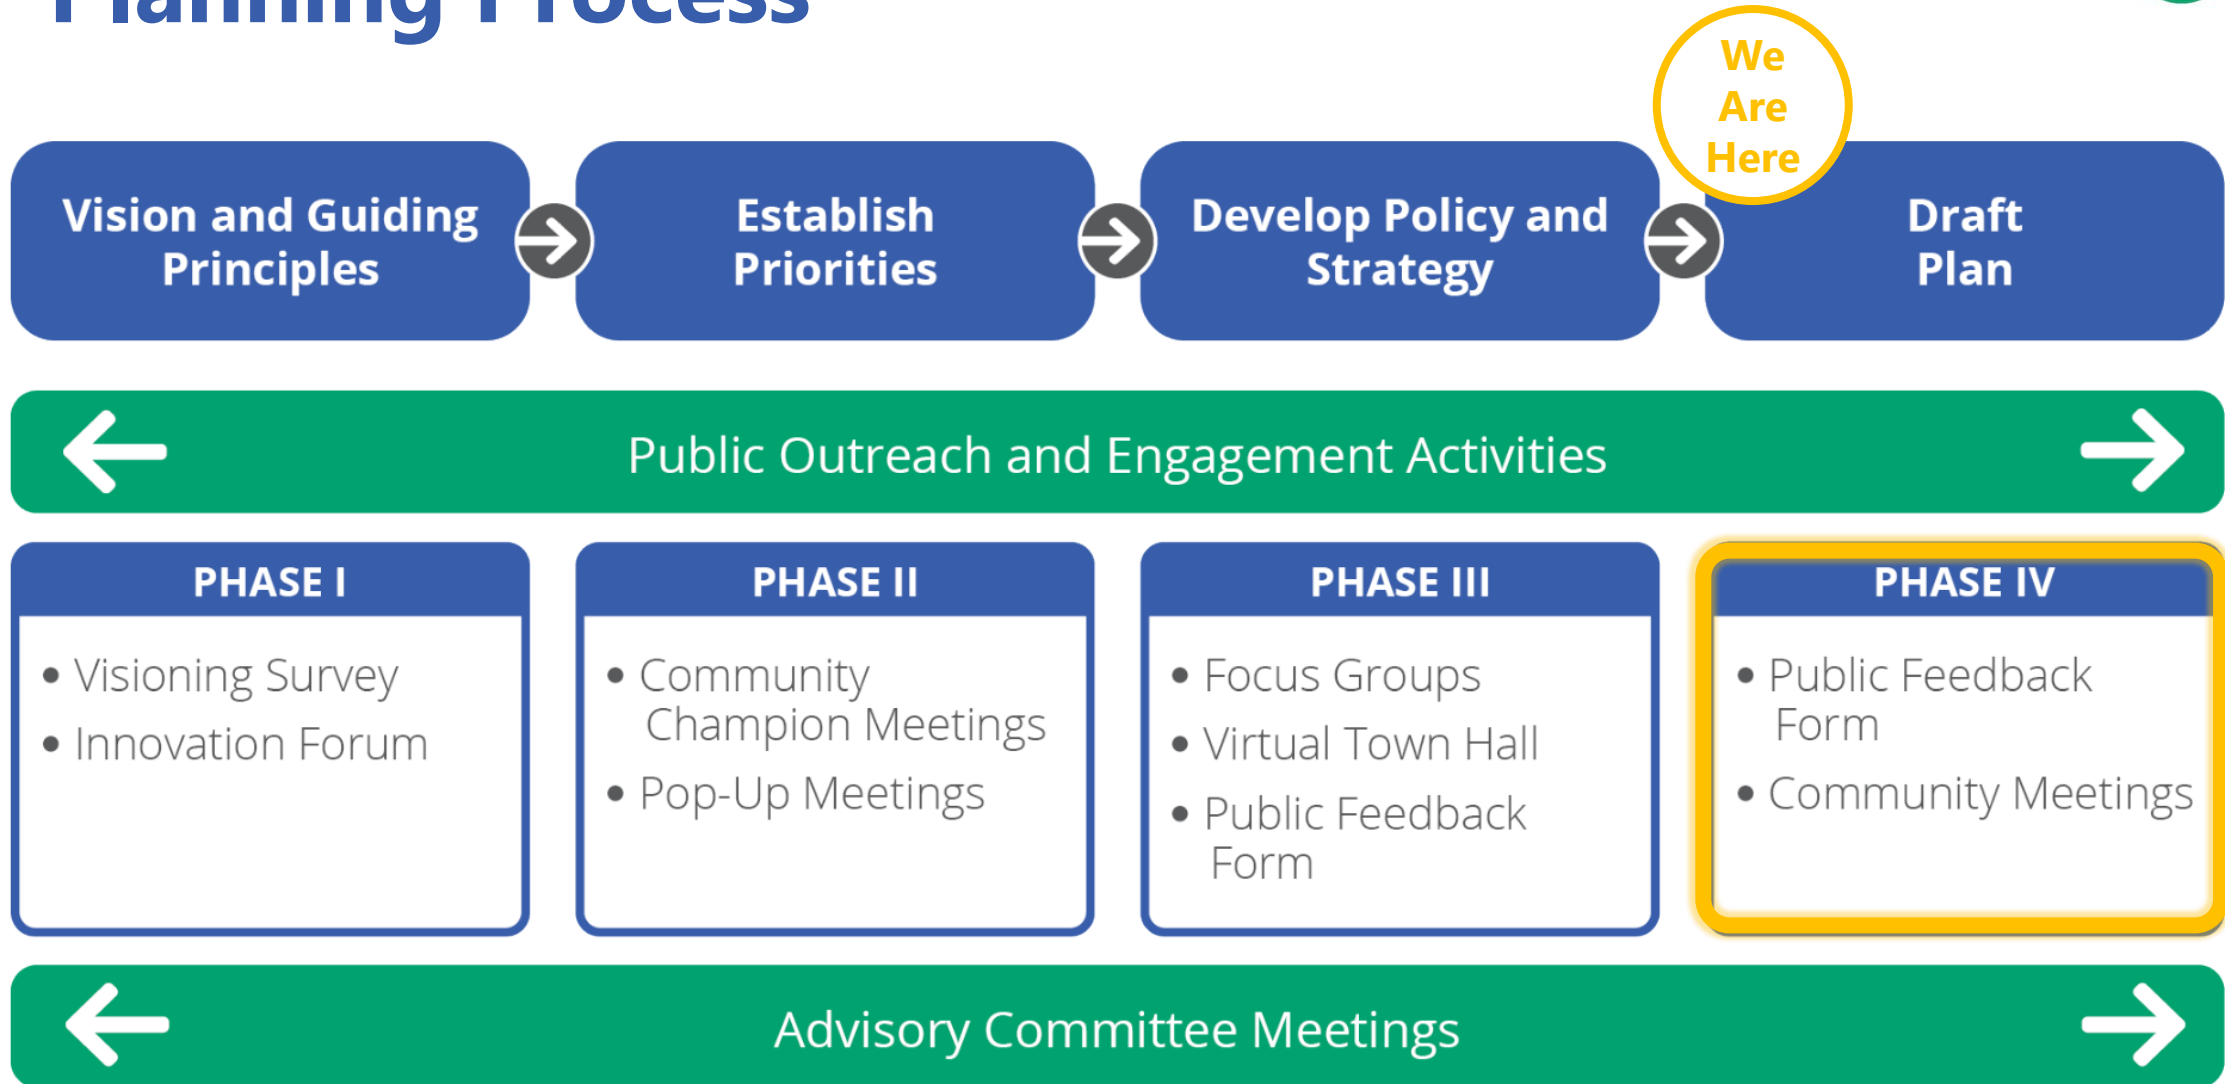 Planning Process
We
Are
Here
Vision and Guiding
Principles
Establish
Priorities
Develop Policy and
Strategy
Draft
Plan
Public Outreach and Engagement Activities
PHASE I
• Visioning Survey
• Innovation Forum
PHASE II
• Community
Champion Meetings
• Pop-Up Meetings
PHASE III
• Focus Groups
• Virtual Town Hall
• Public Feedback
Form
PHASE IV
• Public Feedback
Form
• Community Meetings
Advisory Committee Meetings